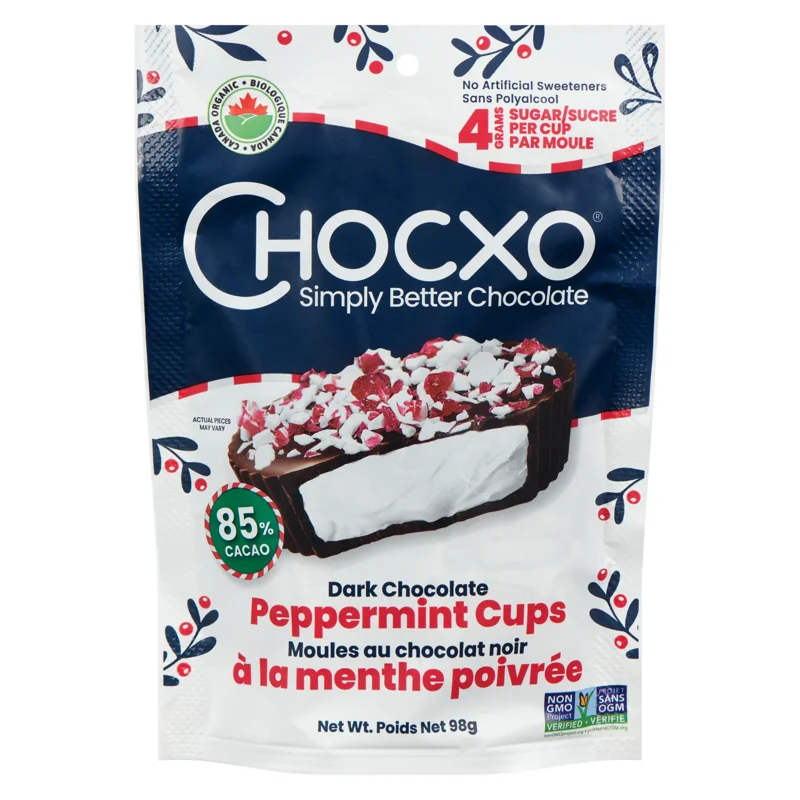 CANADA ORGANIC • BIOLOGIQUE CANADA •
No Artificial Sweeteners
Sans Polyalcool
4 GRAMS
SUGAR/SUCRE
PER CUP
PAR MOULE
CHOCXO®
Simply Better Chocolate
ACTUAL PIECES
MAY VARY
85%
CACAO
Dark Chocolate
Peppermint Cups
Moules au chocolat noir
à la menthe poivrée
Net Wt. Poids Net 98g
NON
GMO
Project
VERIFIED
PROJET
SANS
OGM
VÉRIFIÉ